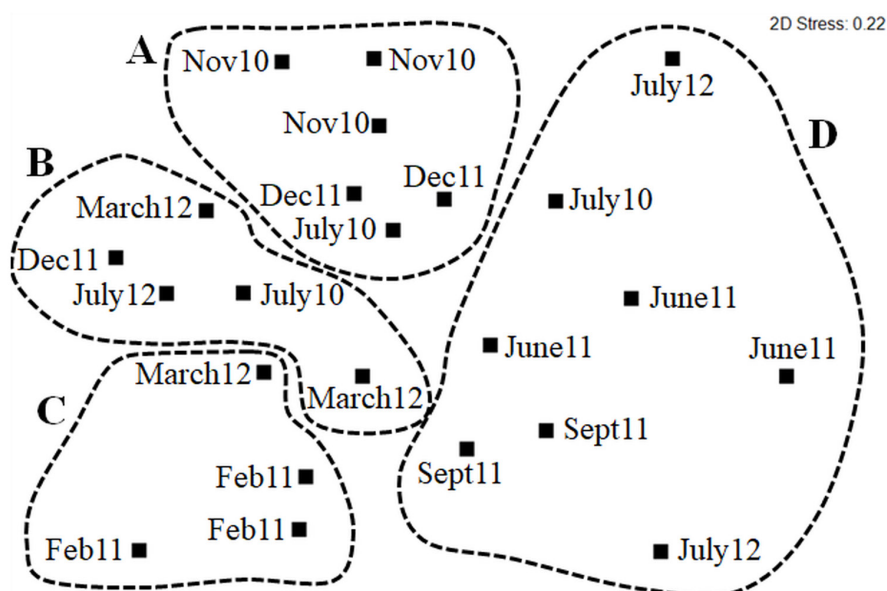 2D Stress: 0.22
A
Nov10
Nov10
July12
Nov10
D
B
Dec11
Dec11
July10
March12
July10
Dec11
July12
July10
June11
June11
June11
March12
March12
C
Sept11
Sept11
Feb11
Feb11
Feb11
July12